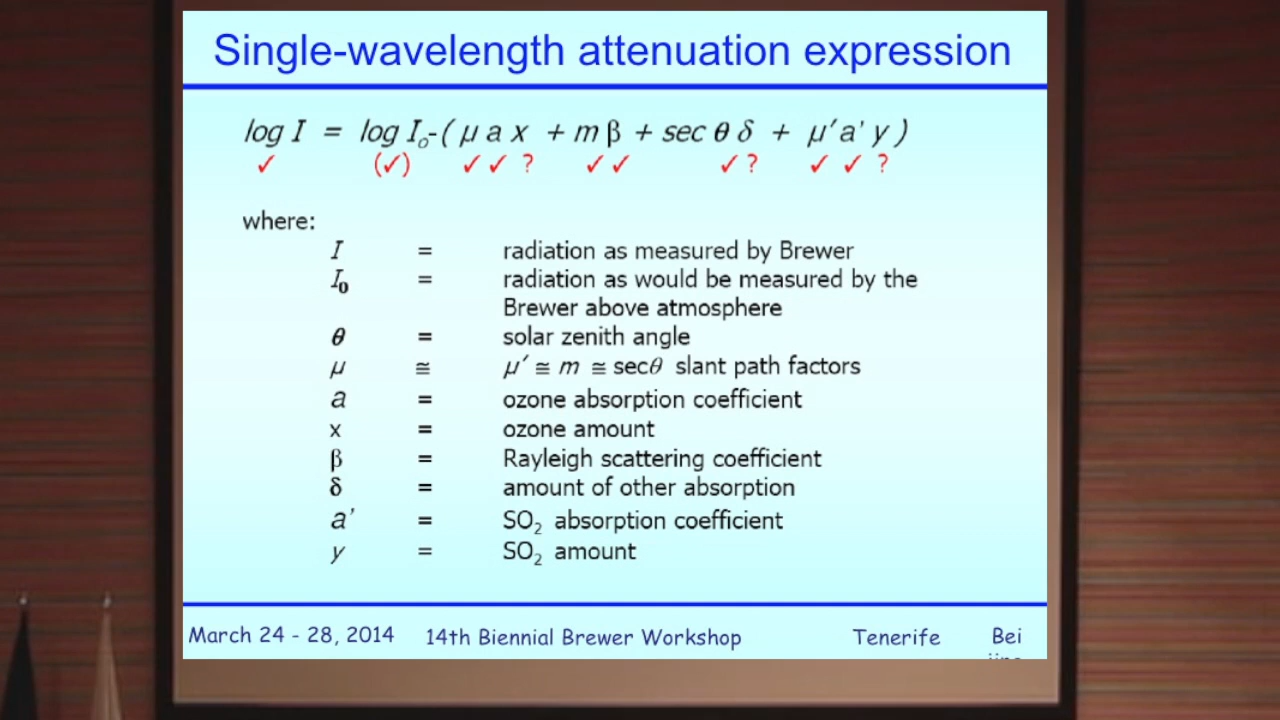 Single-wavelength attenuation expression
log I = log I₀-( μ a x + m β + sec θ δ + μ′ a' y )
✓ (✓) ✓ ✓ ? ✓ ✓ ✓ ? ✓ ✓ ?
where:
I = radiation as measured by Brewer
I₀ = radiation as would be measured by the
Brewer above atmosphere
θ = solar zenith angle
μ ≅ μ′ ≅ m ≅ secθ slant path factors
a = ozone absorption coefficient
x = ozone amount
β = Rayleigh scattering coefficient
δ = amount of other absorption
a' = SO₂ absorption coefficient
y = SO₂ amount
March 24 - 28, 2014 14th Biennial Brewer Workshop Tenerife Bei